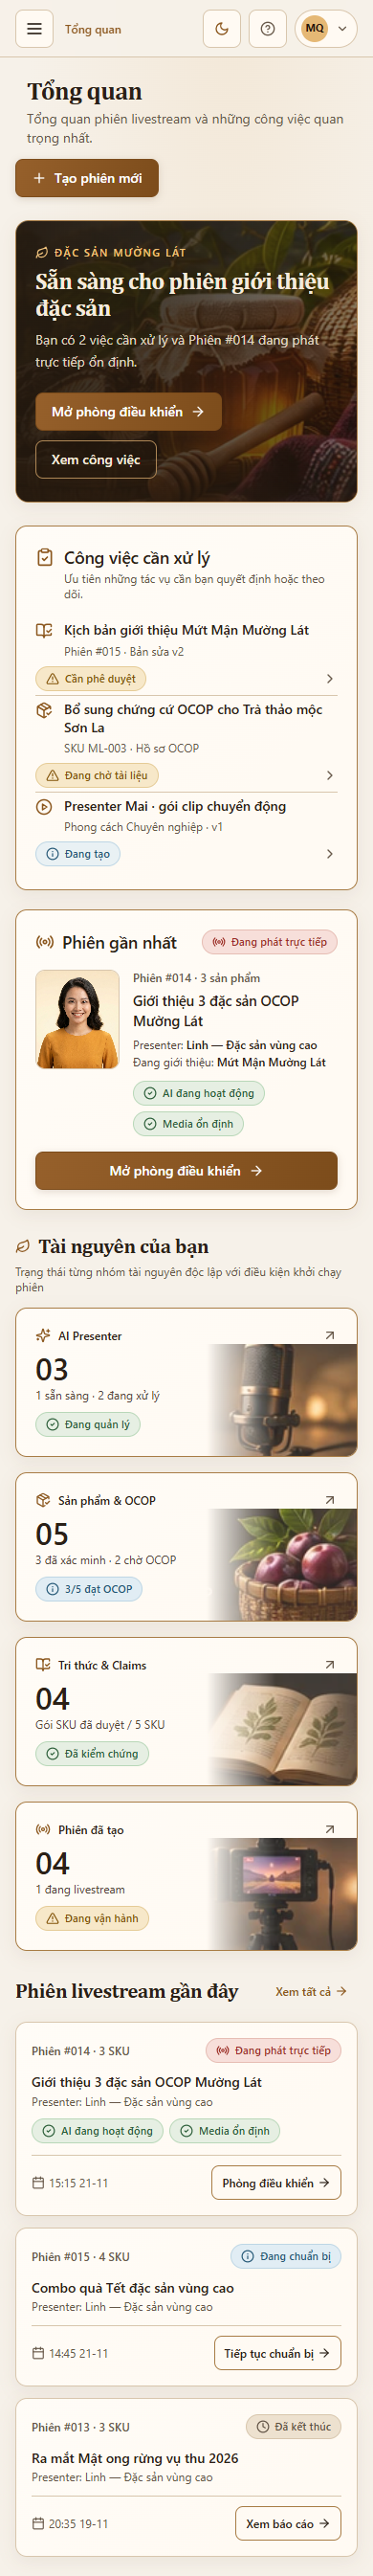 Tổng quan
MQ
Tổng quan
Tổng quan phiên livestream và những công việc quan
trọng nhất.
Tạo phiên mới
ĐẶC SẢN MƯỜNG LÁT
Sẵn sàng cho phiên giới thiệu
đặc sản
Bạn có 2 việc cần xử lý và Phiên #014 đang phát
trực tiếp ổn định.
Mở phòng điều khiển
Xem công việc
Công việc cần xử lý
Ưu tiên những tác vụ cần bạn quyết định hoặc theo
dõi.
Kịch bản giới thiệu Mứt Mận Mường Lát
Phiên #015 · Bản sửa v2
Cần phê duyệt
Bổ sung chứng cứ OCOP cho Trà thảo mộc
Sơn La
SKU ML-003 · Hồ sơ OCOP
Đang chờ tài liệu
Presenter Mai · gói clip chuyển động
Phong cách Chuyên nghiệp · v1
Đang tạo
Phiên gần nhất
Đang phát trực tiếp
Phiên #014 · 3 sản phẩm
Giới thiệu 3 đặc sản OCOP
Mường Lát
Presenter: Linh — Đặc sản vùng cao
Đang giới thiệu: Mứt Mận Mường Lát
AI đang hoạt động
Media ổn định
Mở phòng điều khiển
Tài nguyên của bạn
Trạng thái từng nhóm tài nguyên độc lập với điều kiện khởi chạy
phiên
AI Presenter
03
1 sẵn sàng · 2 đang xử lý
Đang quản lý
Sản phẩm & OCOP
05
3 đã xác minh · 2 chờ OCOP
3/5 đạt OCOP
Tri thức & Claims
04
Gói SKU đã duyệt / 5 SKU
Đã kiểm chứng
Phiên đã tạo
04
1 đang livestream
Đang vận hành
Phiên livestream gần đây
Xem tất cả
Phiên #014 · 3 SKU
Đang phát trực tiếp
Giới thiệu 3 đặc sản OCOP Mường Lát
Presenter: Linh — Đặc sản vùng cao
AI đang hoạt động
Media ổn định
15:15 21-11
Phòng điều khiển
Phiên #015 · 4 SKU
Đang chuẩn bị
Combo quà Tết đặc sản vùng cao
Presenter: Linh — Đặc sản vùng cao
14:45 21-11
Tiếp tục chuẩn bị
Phiên #013 · 3 SKU
Đã kết thúc
Ra mắt Mật ong rừng vụ thu 2026
Presenter: Linh — Đặc sản vùng cao
20:35 19-11
Xem báo cáo